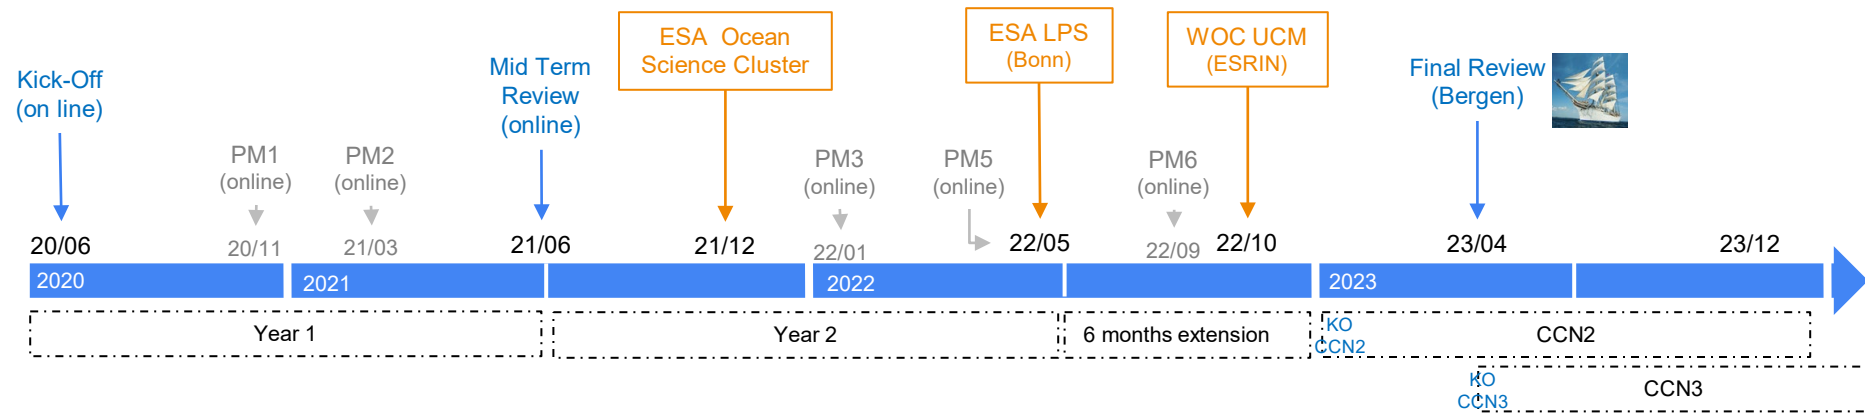 ESA Ocean
Science Cluster
ESA LPS
(Bonn)
WOC UCM
(ESRIN)
Kick-Off
(on line)
Mid Term
Review
(online)
Final Review
(Bergen)
PM1
(online)
PM2
(online)
PM3
(online)
PM5
(online)
PM6
(online)
20/06
20/11
21/03
21/06
21/12
22/01
22/05
22/09
22/10
23/04
23/12
2020
2021
2022
2023
Year 1
Year 2
6 months extension
KO
CCN2
CCN2
KO
CCN3
CCN3